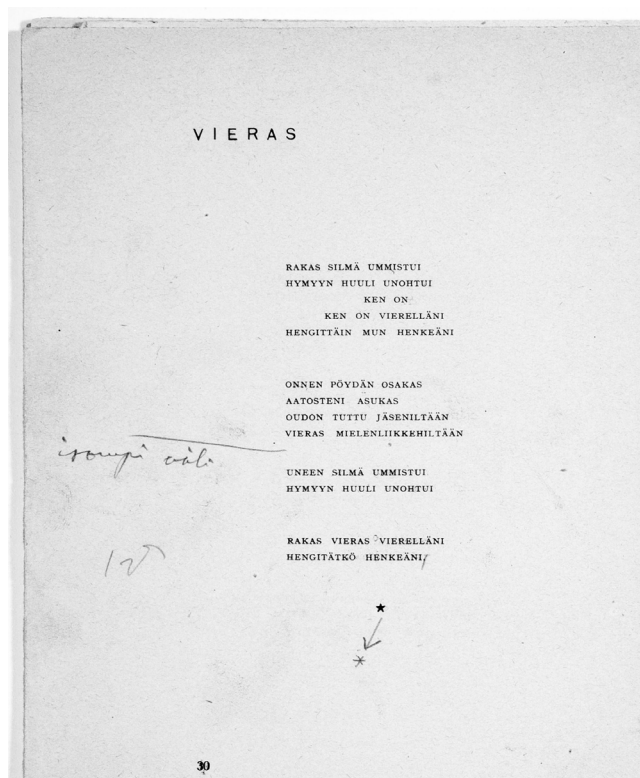 VIERAS
RAKAS SILMÄ UMMISTUI
HYMYYN HUULI UNOHTUI
KEN ON
KEN ON VIERELLÄNI
HENGITTÄIN MUN HENKEÄNI
ONNEN PÖYDÄN OSAKAS
AATOSTENI ASUKAS
OUDON TUTTU JÄSENILTÄÄN
VIERAS MIELENLIIKKEHILTÄÄN
isompi väli
UNEEN SILMÄ UMMISTUI
HYMYYN HUULI UNOHTUI
RAKAS VIERAS VIERELLÄNI
HENGITÄTKÖ HENKEÄNI
30